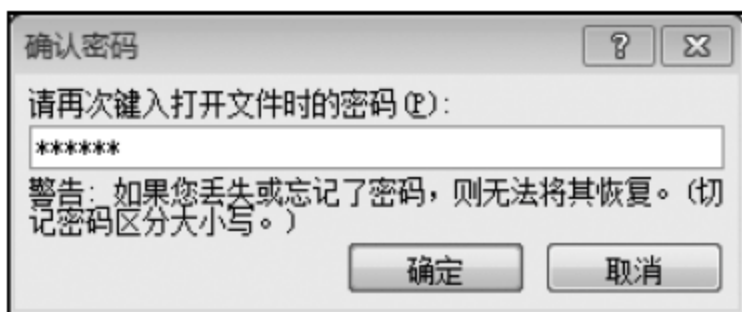 确认密码
请再次键入打开文件时的密码(P):
******
警告: 如果您丢失或忘记了密码，则无法将其恢复。(切
记密码区分大小写。)
确定 取消